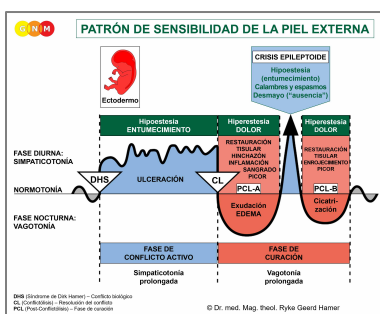 GNM
PATRÓN DE SENSIBILIDAD DE LA PIEL EXTERNA
CRISIS EPILEPTOIDE
Hipoestesia
(entumecimiento)
Calambres y espasmos
Desmayo ("ausencia")
Ectodermo
Hipoestesia
ENTUMECIMIENTO
Hiperestesia
DOLOR
Hiperestesia
DOLOR
FASE DIURNA:
SIMPATICOTONÍA
RESTAURACIÓN
TISULAR
HINCHAZÓN
INFLAMACIÓN
SANGRADO
PICOR
RESTAURACIÓN
TISULAR
ENROJECIMIENTO
PICOR
DHS
ULCERACIÓN
CL
PCL-A
PCL-B
NORMOTONÍA
Exudación
EDEMA
Cicatri-
zación
FASE NOCTURNA:
VAGOTONÍA
FASE DE
CONFLICTO ACTIVO
FASE DE
CURACIÓN
Simpaticotonía
prolongada
Vagotonía
prolongada
DHS (Síndrome de Dirk Hamer) – Conflicto biológico
CL (Conflictólisis) – Resolución del conflicto
PCL (Post-Conflictólisis) – Fase de curación
© Dr. med. Mag. theol. Ryke Geerd Hamer